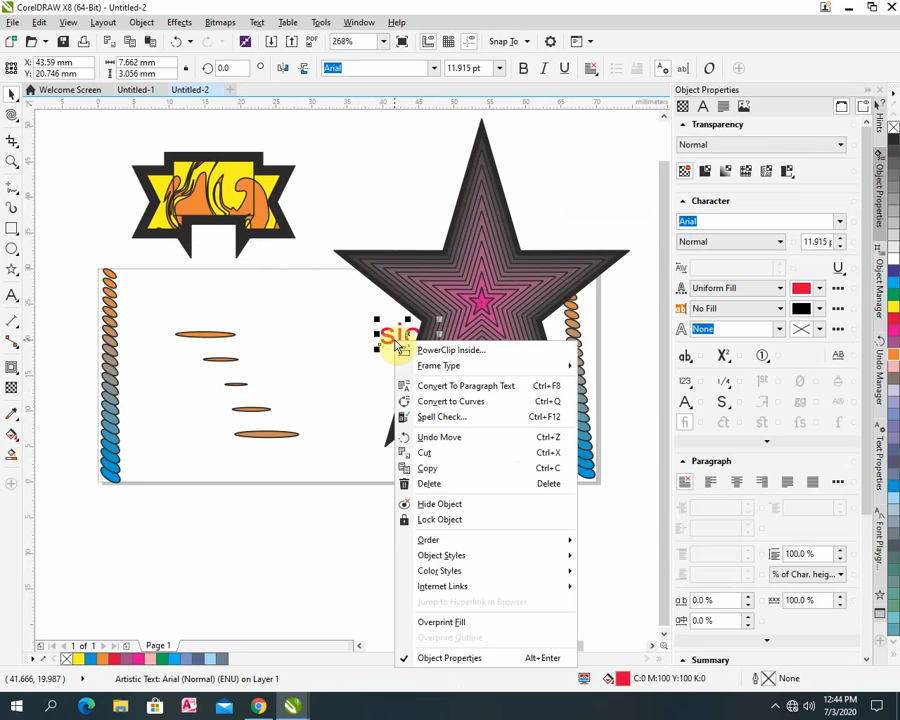 CorelDRAW X8 (64-Bit) - Untitled-2
File Edit View Layout Object Effects Bitmaps Text Table Tools Window Help
268% Snap To
X: 43.59 mm 7.662 mm 0.0 Arial 11.915 pt
Y: 20.746 mm 3.056 mm
Welcome Screen Untitled-1 Untitled-2
millimeters
Object Properties
Transparency
Normal
Character
Arial
Normal 11.915 p
Uniform Fill
No Fill
None
Paragraph
100.0 %
% of Char. heig...
0.0 % 100.0 %
0.0 %
Summary
Hints
Object Properties
Object Manager
Undo Manager
Text Properties
Font Playgr...
PowerClip Inside...
Frame Type
Convert To Paragraph Text Ctrl+F8
Convert to Curves Ctrl+Q
Spell Check... Ctrl+F12
Undo Move Ctrl+Z
Cut Ctrl+X
Copy Ctrl+C
Delete Delete
Hide Object
Lock Object
Order
Object Styles
Color Styles
Internet Links
Jump to Hyperlink in Browser
Overprint Fill
Overprint Outline
Object Properties Alt+Enter
1 of 1 Page 1
(41.666, 19.987) Artistic Text: Arial (Normal) (ENU) on Layer 1 C:0 M:100 Y:100 K:0 None
12:44 PM
7/3/2020